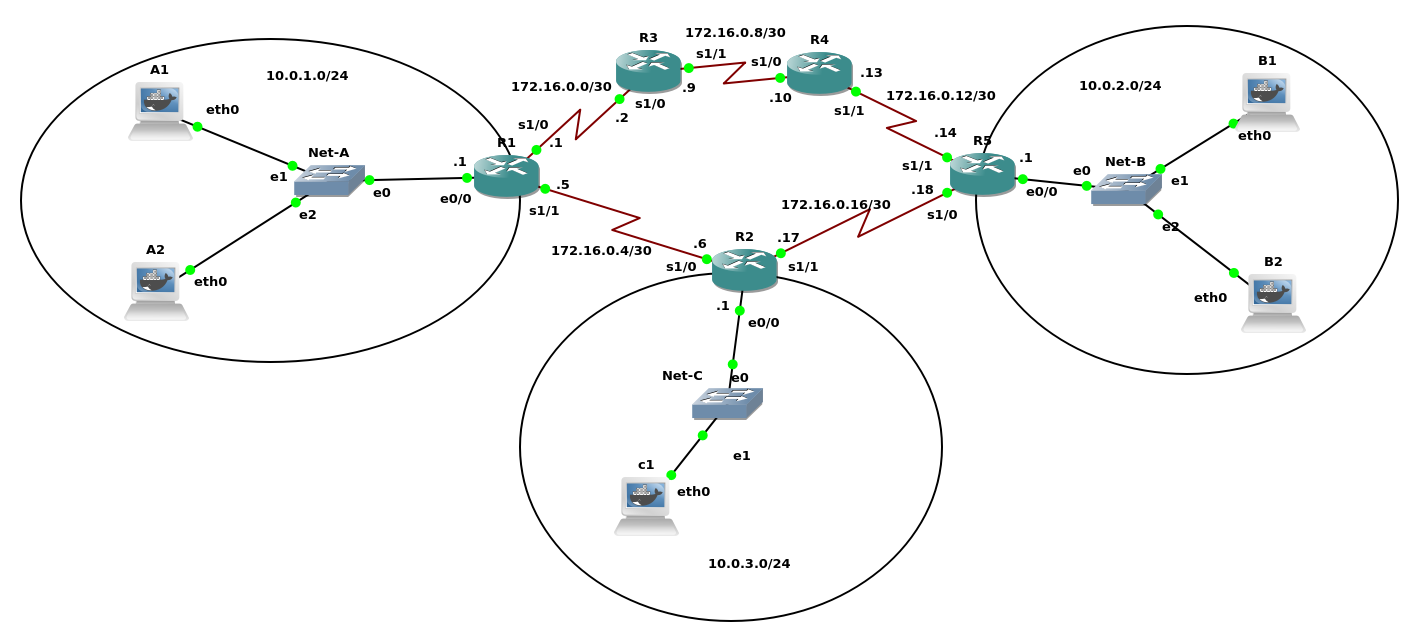 A1
10.0.1.0/24
eth0
Net-A
e1
e0
e2
A2
eth0
.1
e0/0
R1
s1/0
.1
.5
s1/1
172.16.0.0/30
R3
s1/1
.9
s1/0
.2
172.16.0.8/30
R4
s1/0
.10
.13
s1/1
172.16.0.12/30
.14
R5
s1/1
.18
s1/0
.1
e0/0
172.16.0.16/30
172.16.0.4/30
R2
.6
s1/0
.17
s1/1
.1
e0/0
Net-C
e0
e1
c1
eth0
10.0.3.0/24
10.0.2.0/24
B1
eth0
Net-B
e0
e1
e2
B2
eth0